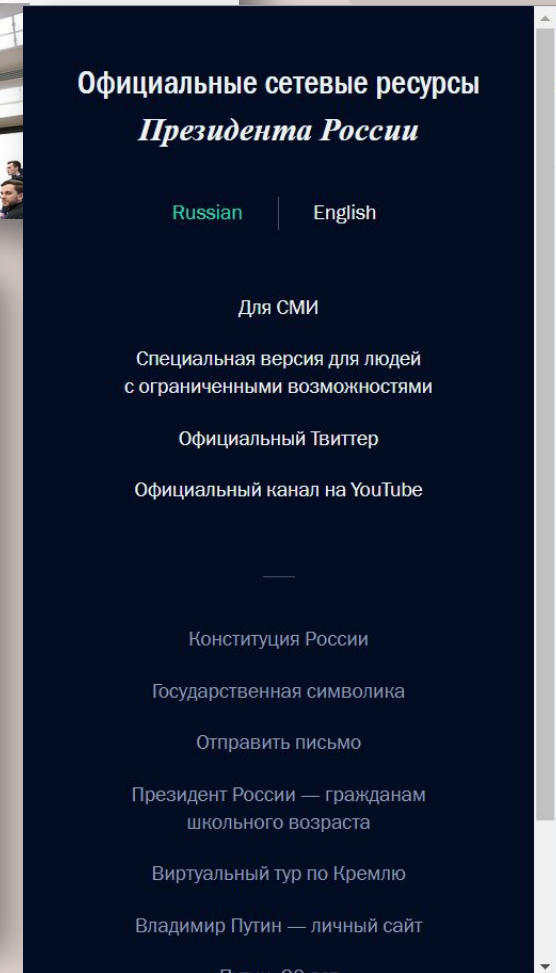 Официальные сетевые ресурсы
Президента России
Russian
English
Для СМИ
Специальная версия для людей
с ограниченными возможностями
Официальный Твиттер
Официальный канал на YouTube
Конституция России
Государственная символика
Отправить письмо
Президент России — гражданам
школьного возраста
Виртуальный тур по Кремлю
Владимир Путин — личный сайт